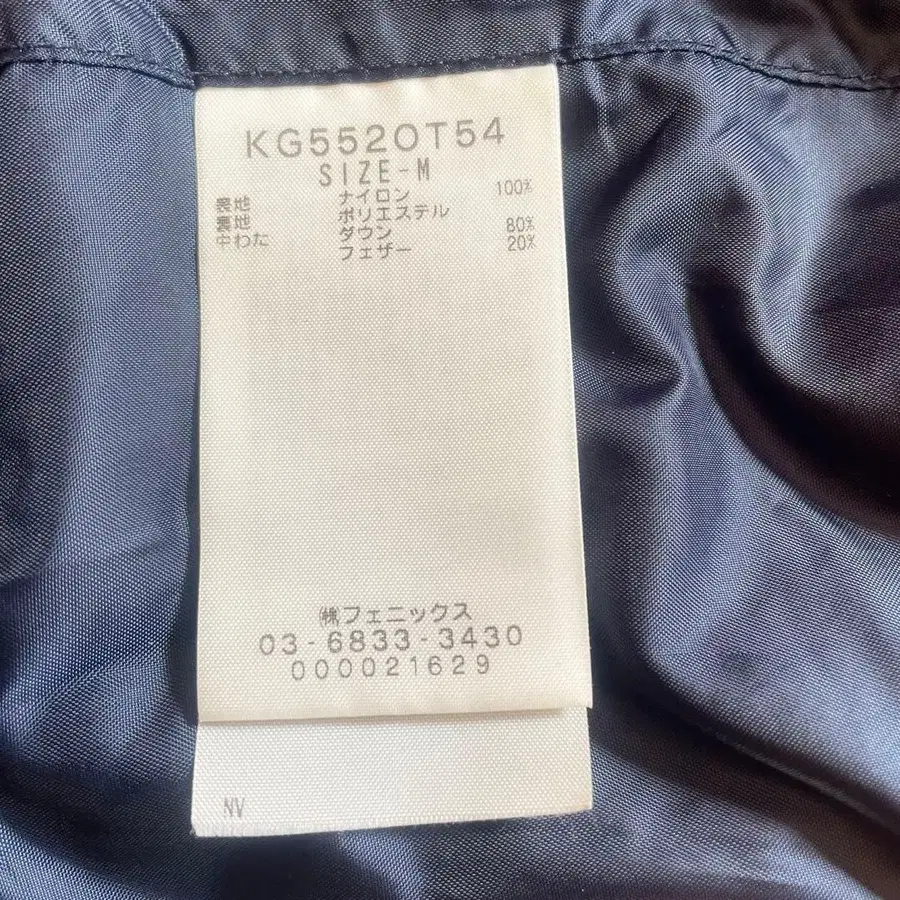 KG5520T54
SIZE-M
表地 ナイロン 100%
裏地 ポリエステル
中わた ダウン 80%
フェザー 20%
㈱フェニックス
03-6833-3430
000021629
NV